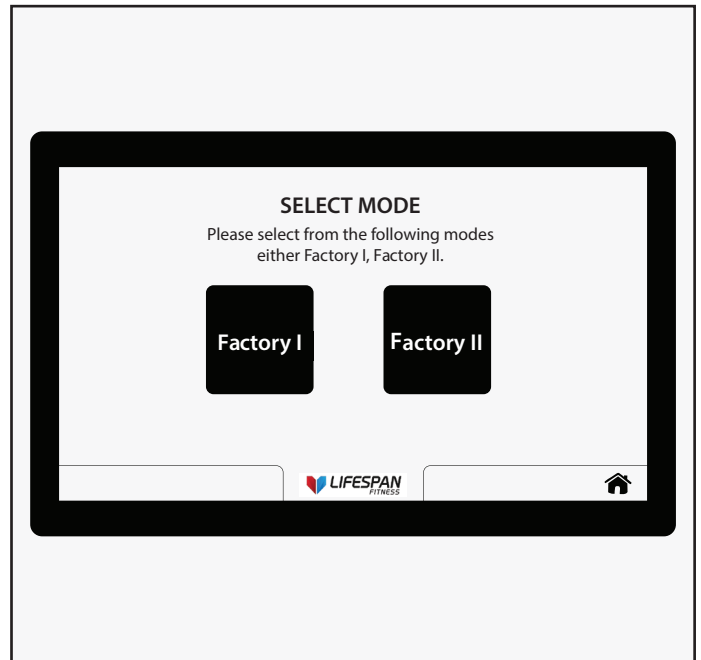 SELECT MODE
Please select from the following modes
either Factory I, Factory II.
Factory I
Factory II
LIFESPAN
FITNESS